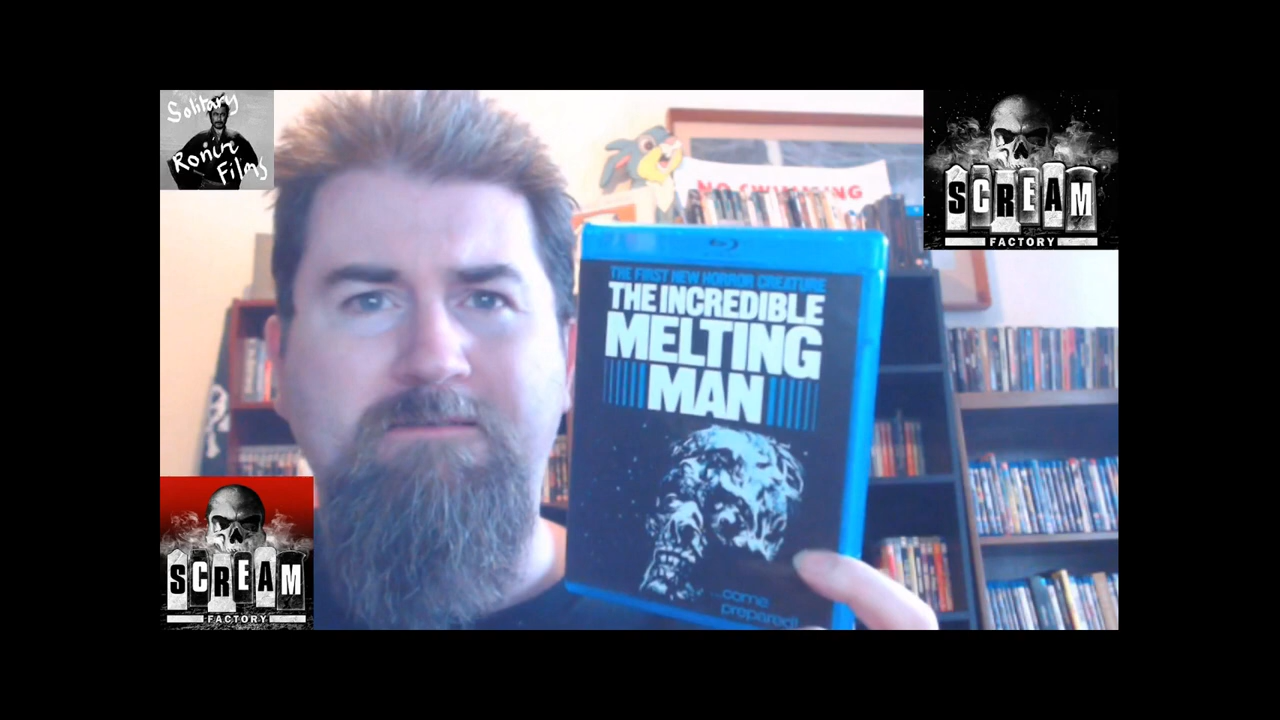 Solitary
Ronin
Films
SCREAM
FACTORY
NO SWIMMING
THE FIRST NEW HORROR CREATURE
THE INCREDIBLE
MELTING
MAN
...come
prepared!
SCREAM
FACTORY